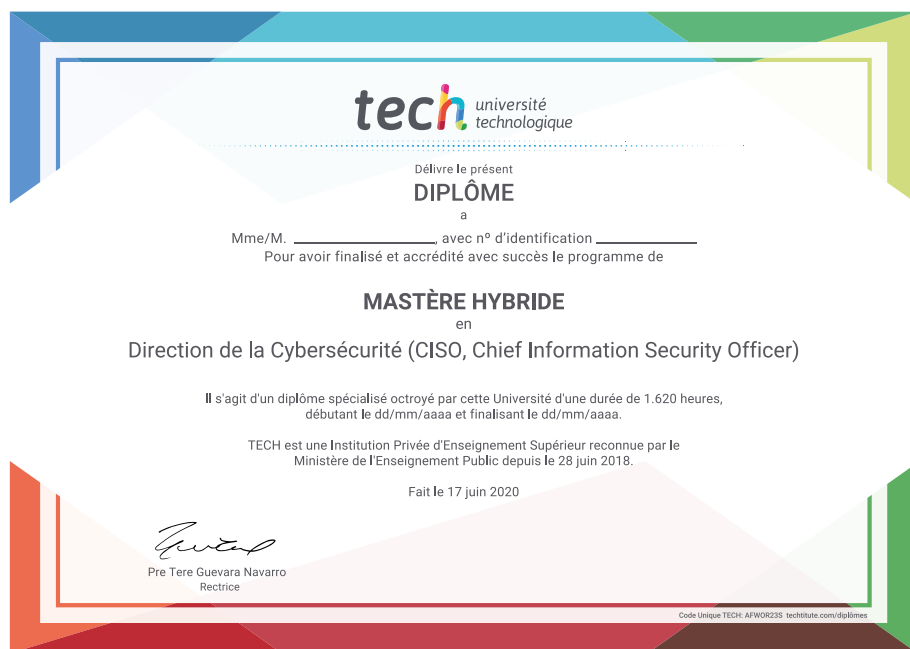 tech université
technologique
Délivre le présent
DIPLÔME
a
Mme/M. ____________________, avec nº d'identification ______________
Pour avoir finalisé et accrédité avec succès le programme de
MASTÈRE HYBRIDE
en
Direction de la Cybersécurité (CISO, Chief Information Security Officer)
Il s'agit d'un diplôme spécialisé octroyé par cette Université d'une durée de 1.620 heures,
débutant le dd/mm/aaaa et finalisant le dd/mm/aaaa.
TECH est une Institution Privée d'Enseignement Supérieur reconnue par le
Ministère de l'Enseignement Public depuis le 28 juin 2018.
Fait le 17 juin 2020
Pre Tere Guevara Navarro
Rectrice
Code Unique TECH: AFWOR23S techtitute.com/diplômes